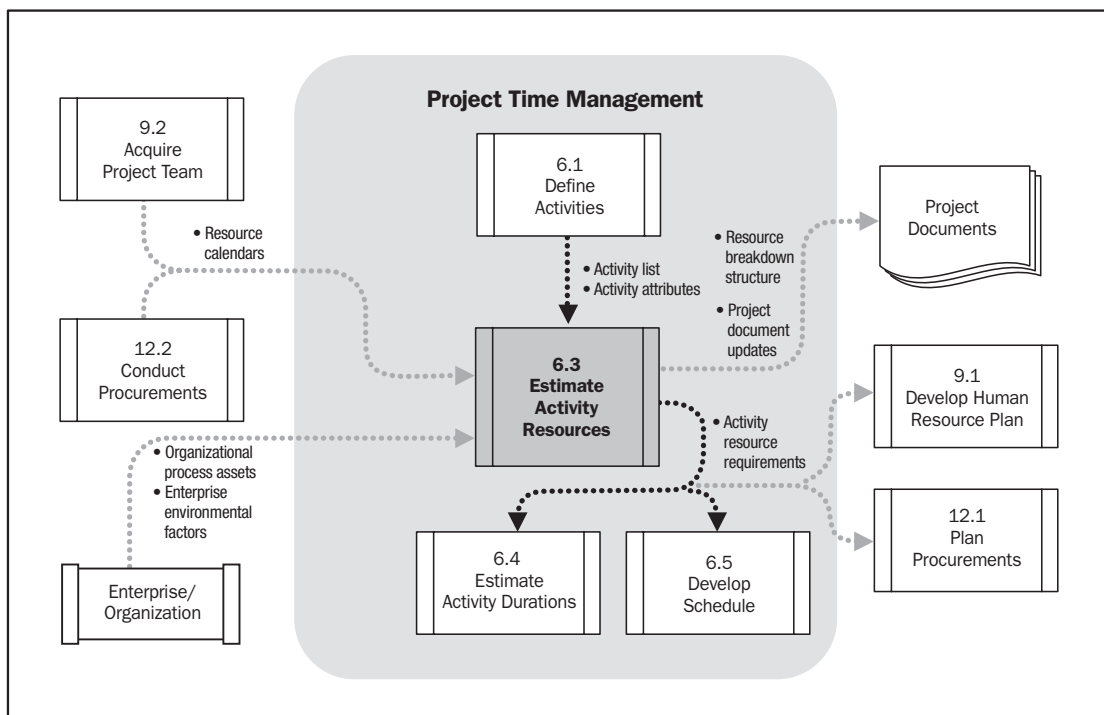 Project Time Management
9.2
Acquire
Project Team
6.1
Define
Activities
Project
Documents
• Resource
calendars
• Resource
breakdown
structure
• Activity list
• Activity attributes
• Project
document
updates
12.2
Conduct
Procurements
6.3
Estimate
Activity
Resources
9.1
Develop Human
Resource Plan
• Activity
resource
requirements
• Organizational
process assets
• Enterprise
environmental
factors
12.1
Plan
Procurements
6.4
Estimate
Activity Durations
6.5
Develop
Schedule
Enterprise/
Organization